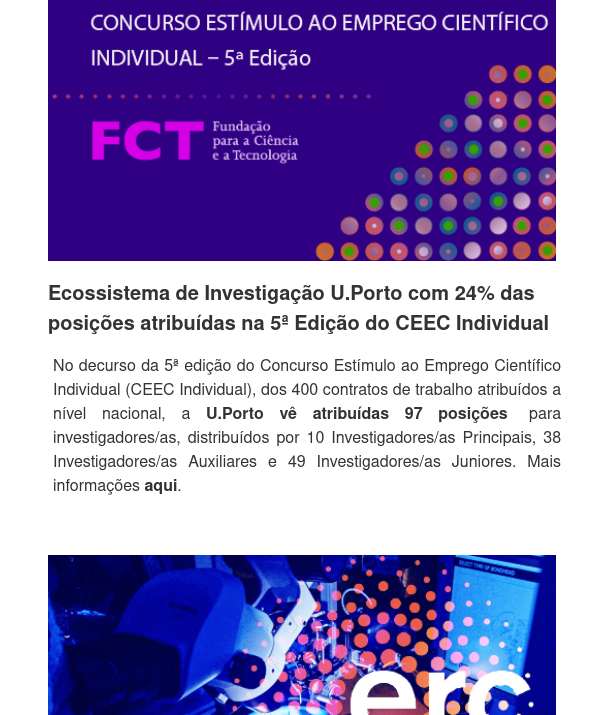 CONCURSO ESTÍMULO AO EMPREGO CIENTÍFICO
INDIVIDUAL – 5ª Edição
FCT Fundação
para a Ciência
e a Tecnologia
Ecossistema de Investigação U.Porto com 24% das
posições atribuídas na 5ª Edição do CEEC Individual
No decurso da 5ª edição do Concurso Estímulo ao Emprego Científico
Individual (CEEC Individual), dos 400 contratos de trabalho atribuídos a
nível nacional, a U.Porto vê atribuídas 97 posições para
investigadores/as, distribuídos por 10 Investigadores/as Principais, 38
Investigadores/as Auxiliares e 49 Investigadores/as Juniores. Mais
informações aqui.
SELECT TYPE OF BONDHEAD
erc